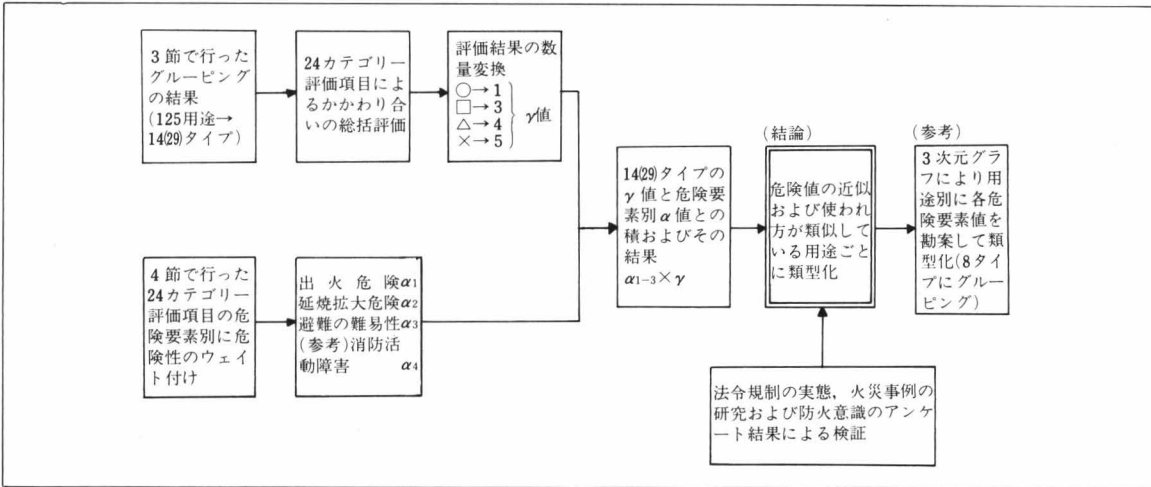 3節で行った
グルーピング
の結果
(125用途→
14(29)タイプ)
24カテゴリー
評価項目によ
るかかわり合
いの総括評価
評価結果の数
量変換
○→1
□→3
△→4
×→5
γ値
4節で行った
24カテゴリー
評価項目の危
険要素別に危
険性のウェイ
ト付け
出火危険α1
延焼拡大危険α2
避難の難易性α3
(参考)消防活
動障害 α4
14(29)タイプの
γ値と危険要
素別α値との
積およびその
結果
α1-3×γ
(結論)
危険値の近似
および使われ
方が類似して
いる用途ごと
に類型化
(参考)
3次元グラ
フにより用
途別に各危
険要素値を
勘案して類
型化(8タイ
プにグルー
ピング)
法令規制の実態，火災事例の
研究および防火意識のアンケ
ート結果による検証